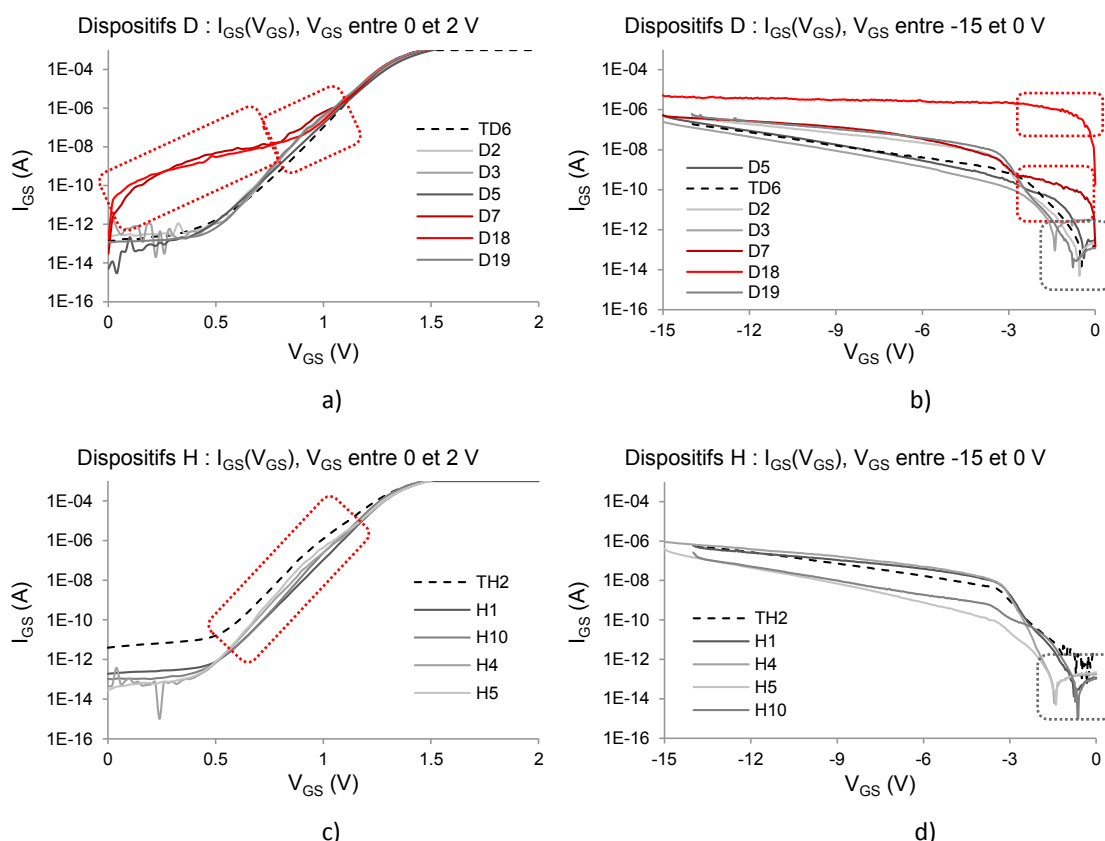 Dispositifs D : IGS(VGS), VGS entre 0 et 2 V
1E-04
1E-06
1E-08
1E-10
1E-12
1E-14
1E-16
IGS (A)
0
0.5
1
1.5
2
VGS (V)
TD6
D2
D3
D5
D7
D18
D19
a)
Dispositifs D : IGS(VGS), VGS entre -15 et 0 V
1E-04
1E-06
1E-08
1E-10
1E-12
1E-14
1E-16
IGS (A)
-15
-12
-9
-6
-3
0
VGS (V)
D5
TD6
D2
D3
D7
D18
D19
b)
Dispositifs H : IGS(VGS), VGS entre 0 et 2 V
1E-04
1E-06
1E-08
1E-10
1E-12
1E-14
1E-16
IGS (A)
0
0.5
1
1.5
2
VGS (V)
TH2
H1
H10
H4
H5
c)
Dispositifs H : IGS(VGS), VGS entre -15 et 0 V
1E-04
1E-06
1E-08
1E-10
1E-12
1E-14
1E-16
IGS (A)
-15
-12
-9
-6
-3
0
VGS (V)
TH2
H1
H4
H5
H10
d)